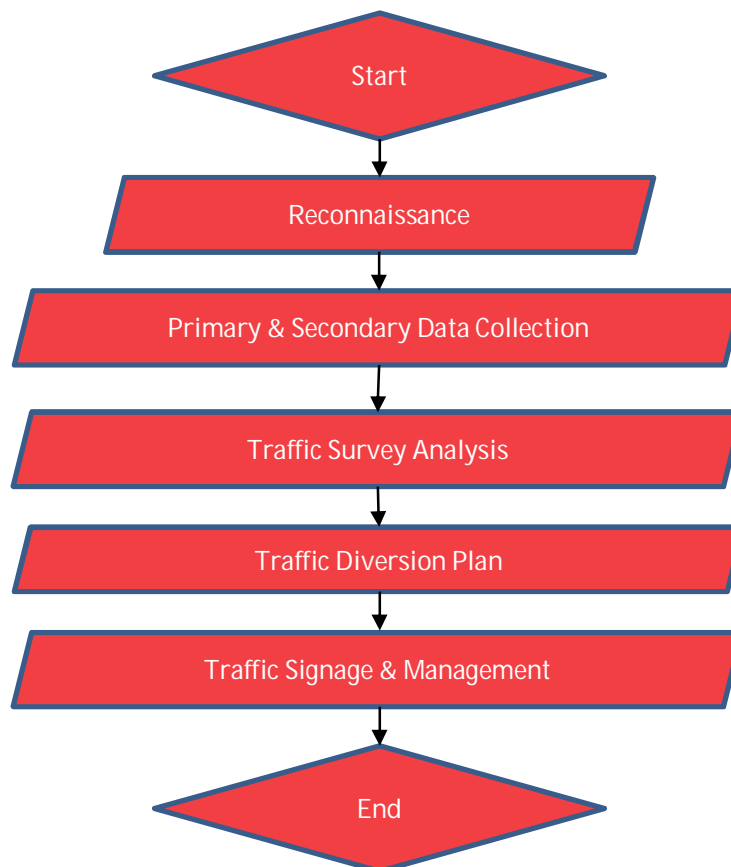 Start
Reconnaissance
Primary & Secondary Data Collection
Traffic Survey Analysis
Traffic Diversion Plan
Traffic Signage & Management
End